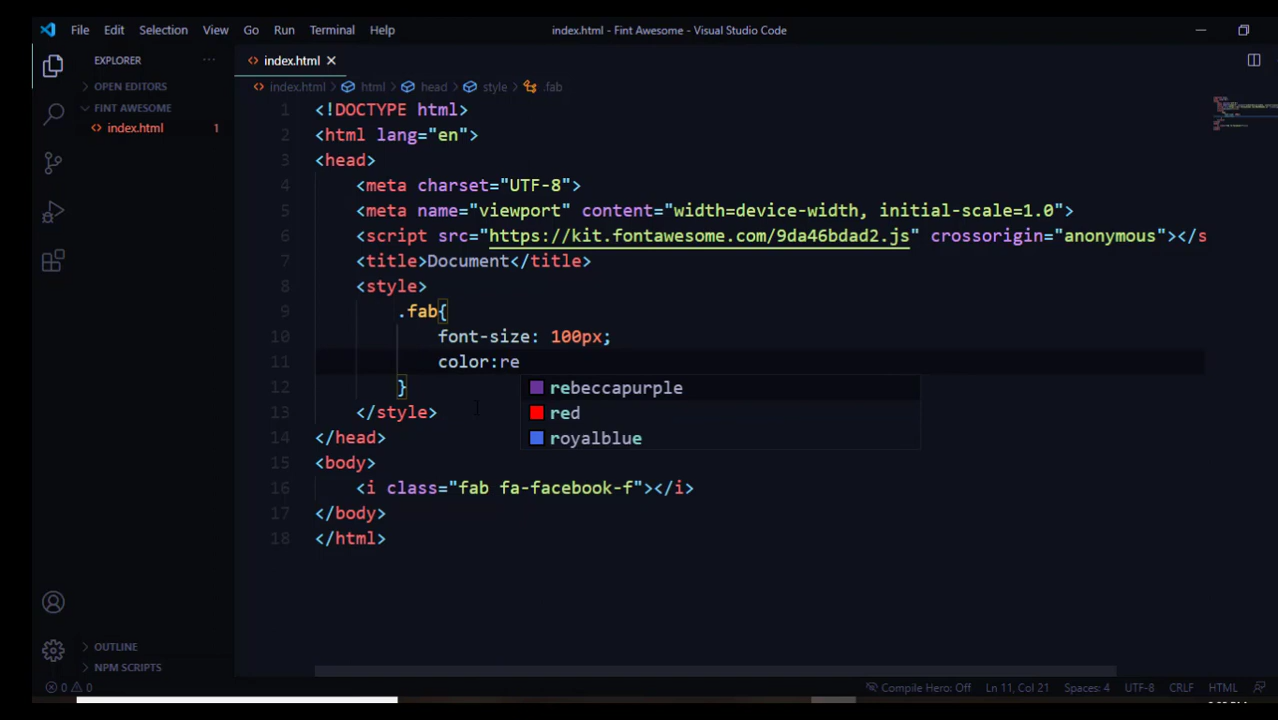 File Edit Selection View Go Run Terminal Help
index.html - Fint Awesome - Visual Studio Code
EXPLORER
OPEN EDITORS
FINT AWESOME
index.html 1
index.html
index.html > html > head > style > .fab
1 <!DOCTYPE html>
2 <html lang="en">
3 <head>
4 <meta charset="UTF-8">
5 <meta name="viewport" content="width=device-width, initial-scale=1.0">
6 <script src="https://kit.fontawesome.com/9da46bdad2.js" crossorigin="anonymous"></s
7 <title>Document</title>
8 <style>
9 .fab{
10 font-size: 100px;
11 color:re
rebeccapurple
red
royalblue
12 }
13 </style>
14 </head>
15 <body>
16 <i class="fab fa-facebook-f"></i>
17 </body>
18 </html>
OUTLINE
NPM SCRIPTS
0 0
Compile Hero: Off Ln 11, Col 21 Spaces: 4 UTF-8 CRLF HTML